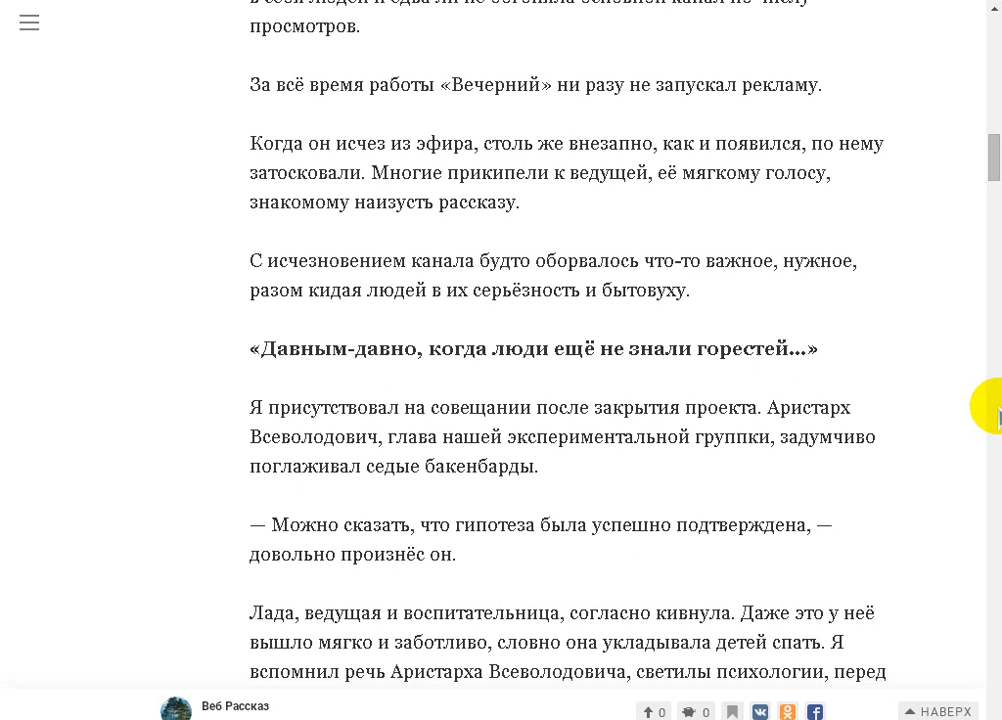 просмотров.
За всё время работы «Вечерний» ни разу не запускал рекламу.
Когда он исчез из эфира, столь же внезапно, как и появился, по нему
затосковали. Многие прикипели к ведущей, её мягкому голосу,
знакомому наизусть рассказу.
С исчезновением канала будто оборвалось что-то важное, нужное,
разом кидая людей в их серьёзность и бытовуху.
«Давным-давно, когда люди ещё не знали горестей...»
Я присутствовал на совещании после закрытия проекта. Аристарх
Всеволодович, глава нашей экспериментальной группки, задумчиво
поглаживал седые бакенбарды.
— Можно сказать, что гипотеза была успешно подтверждена, —
довольно произнёс он.
Лада, ведущая и воспитательница, согласно кивнула. Даже это у неё
вышло мягко и заботливо, словно она укладывала детей спать. Я
вспомнил речь Аристарха Всеволодовича, светилы психологии, перед
Веб Рассказ
0
0
НАВЕРХ